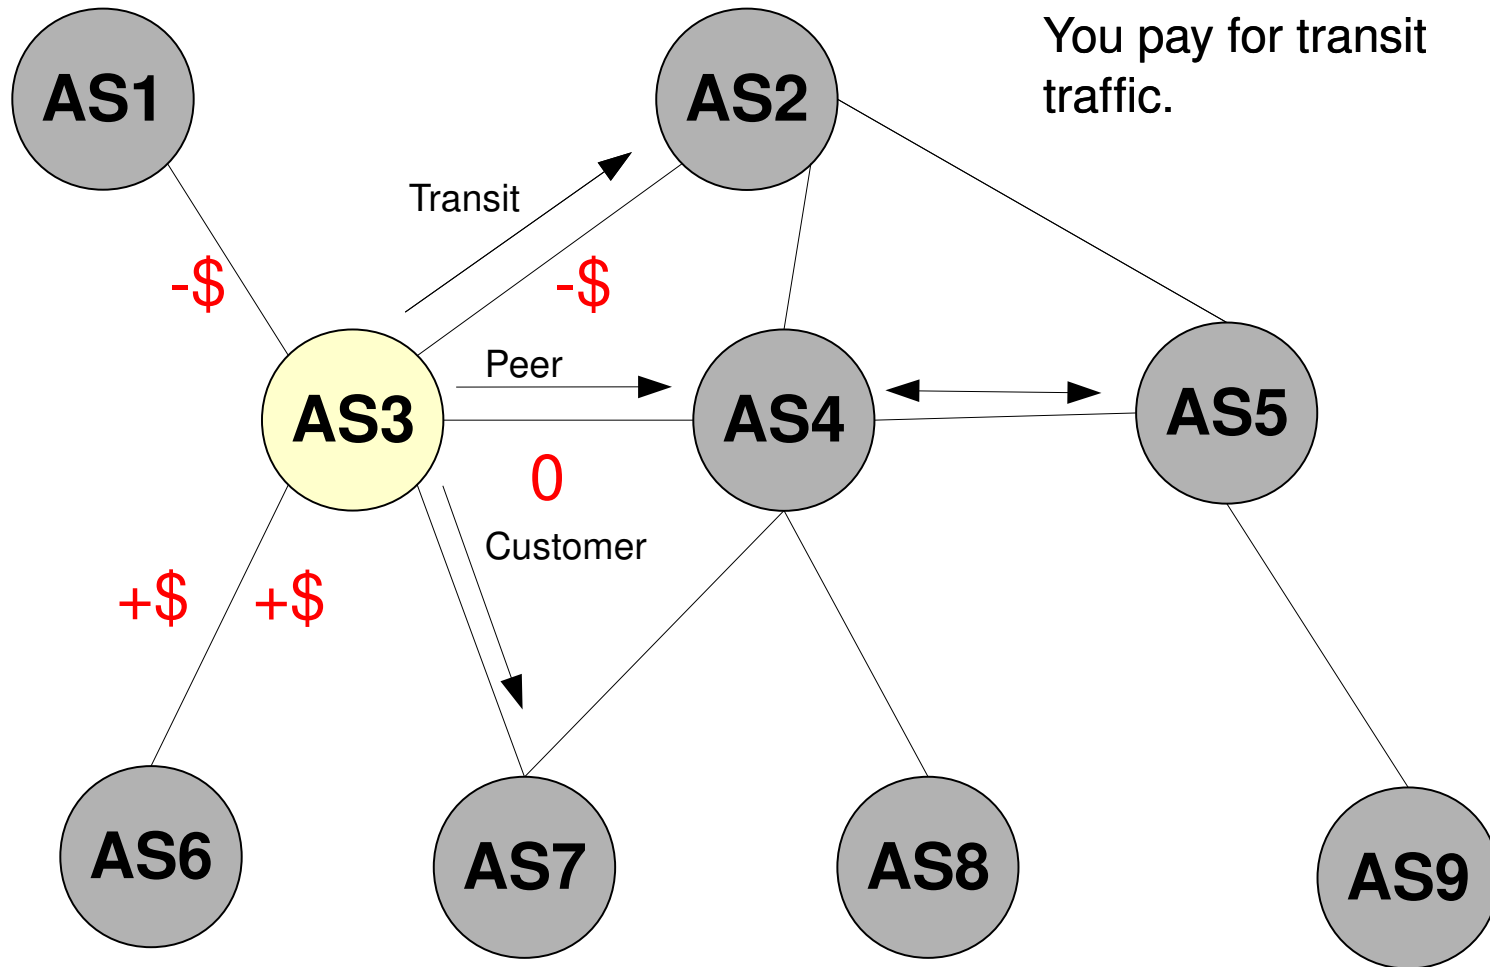 AS1
AS2
You pay for transit
traffic.
Transit
-$
-$
Peer
AS3
AS4
AS5
0
Customer
+$
+$
AS6
AS7
AS8
AS9